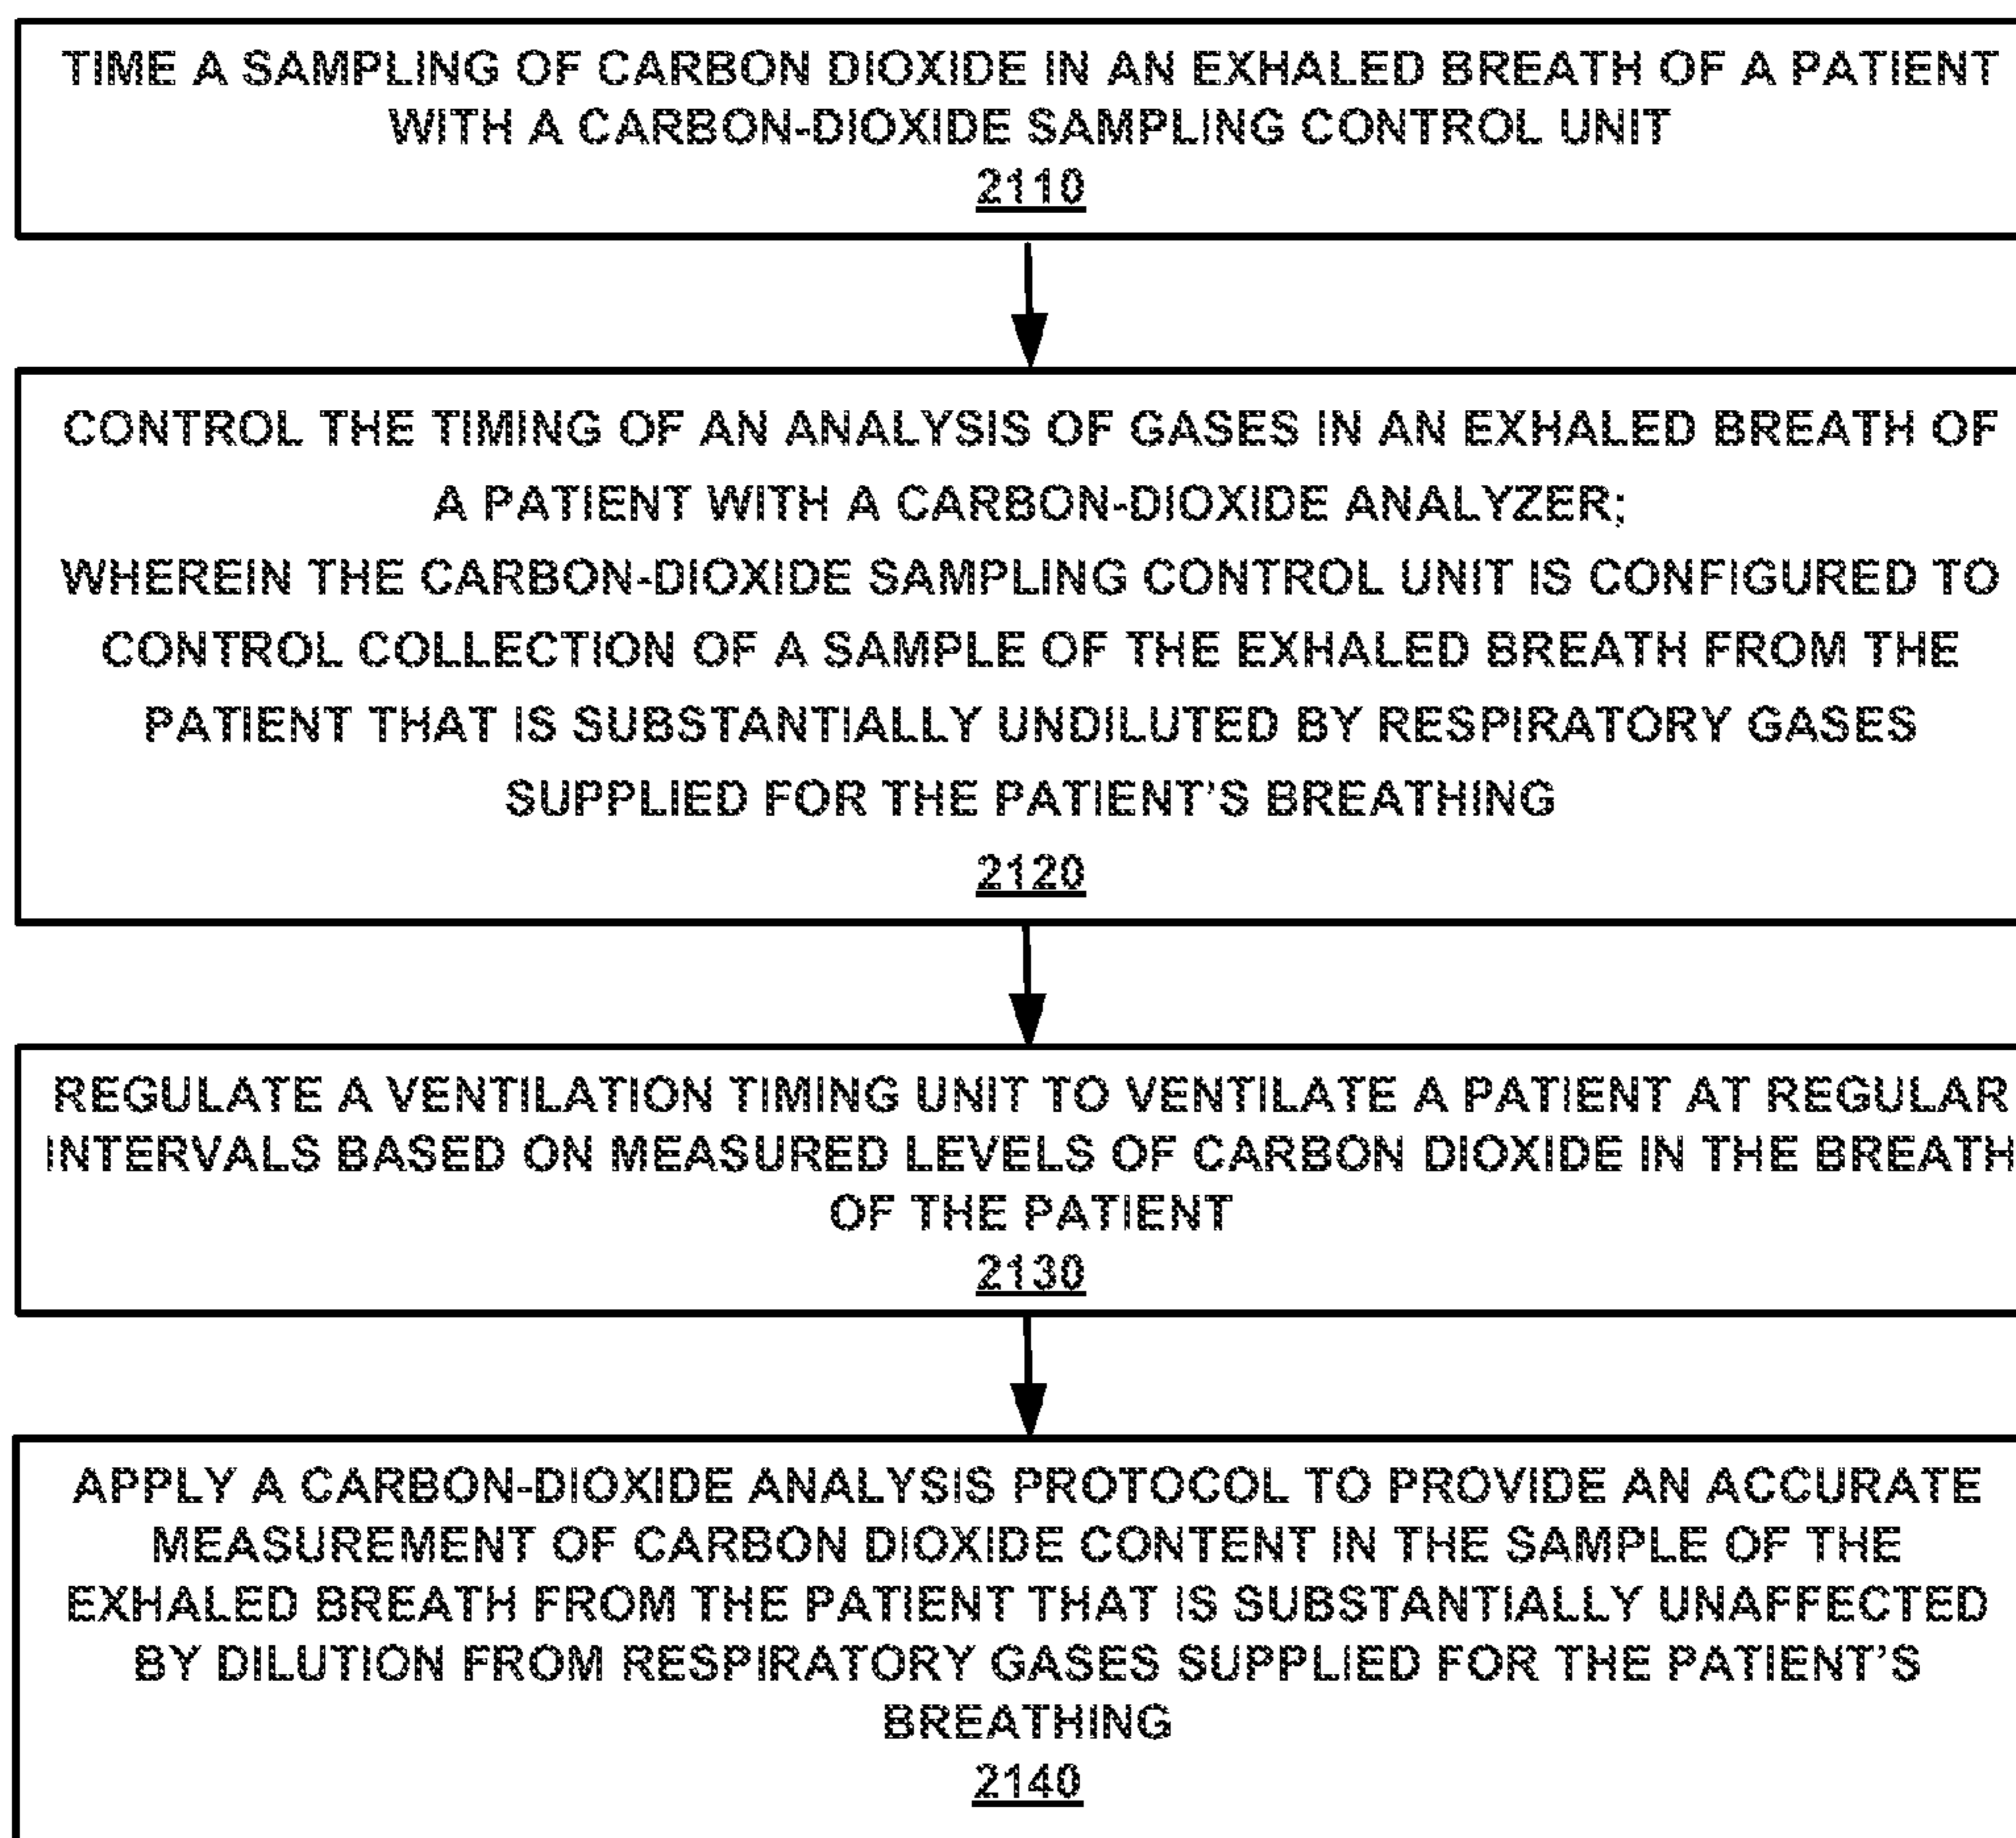 TIME A SAMPLING OF CARBON DIOXIDE IN AN EXHALED BREATH OF A PATIENT
WITH A CARBON-DIOXIDE SAMPLING CONTROL UNIT
2110
CONTROL THE TIMING OF AN ANALYSIS OF GASES IN AN EXHALED BREATH OF
A PATIENT WITH A CARBON-DIOXIDE ANALYZER;
WHEREIN THE CARBON-DIOXIDE SAMPLING CONTROL UNIT IS CONFIGURED TO
CONTROL COLLECTION OF A SAMPLE OF THE EXHALED BREATH FROM THE
PATIENT THAT IS SUBSTANTIALLY UNDILUTED BY RESPIRATORY GASES
SUPPLIED FOR THE PATIENT’S BREATHING
2120
REGULATE A VENTILATION TIMING UNIT TO VENTILATE A PATIENT AT REGULAR
INTERVALS BASED ON MEASURED LEVELS OF CARBON DIOXIDE IN THE BREATH
OF THE PATIENT
2130
APPLY A CARBON-DIOXIDE ANALYSIS PROTOCOL TO PROVIDE AN ACCURATE
MEASUREMENT OF CARBON DIOXIDE CONTENT IN THE SAMPLE OF THE
EXHALED BREATH FROM THE PATIENT THAT IS SUBSTANTIALLY UNAFFECTED
BY DILUTION FROM RESPIRATORY GASES SUPPLIED FOR THE PATIENT’S
BREATHING
2140